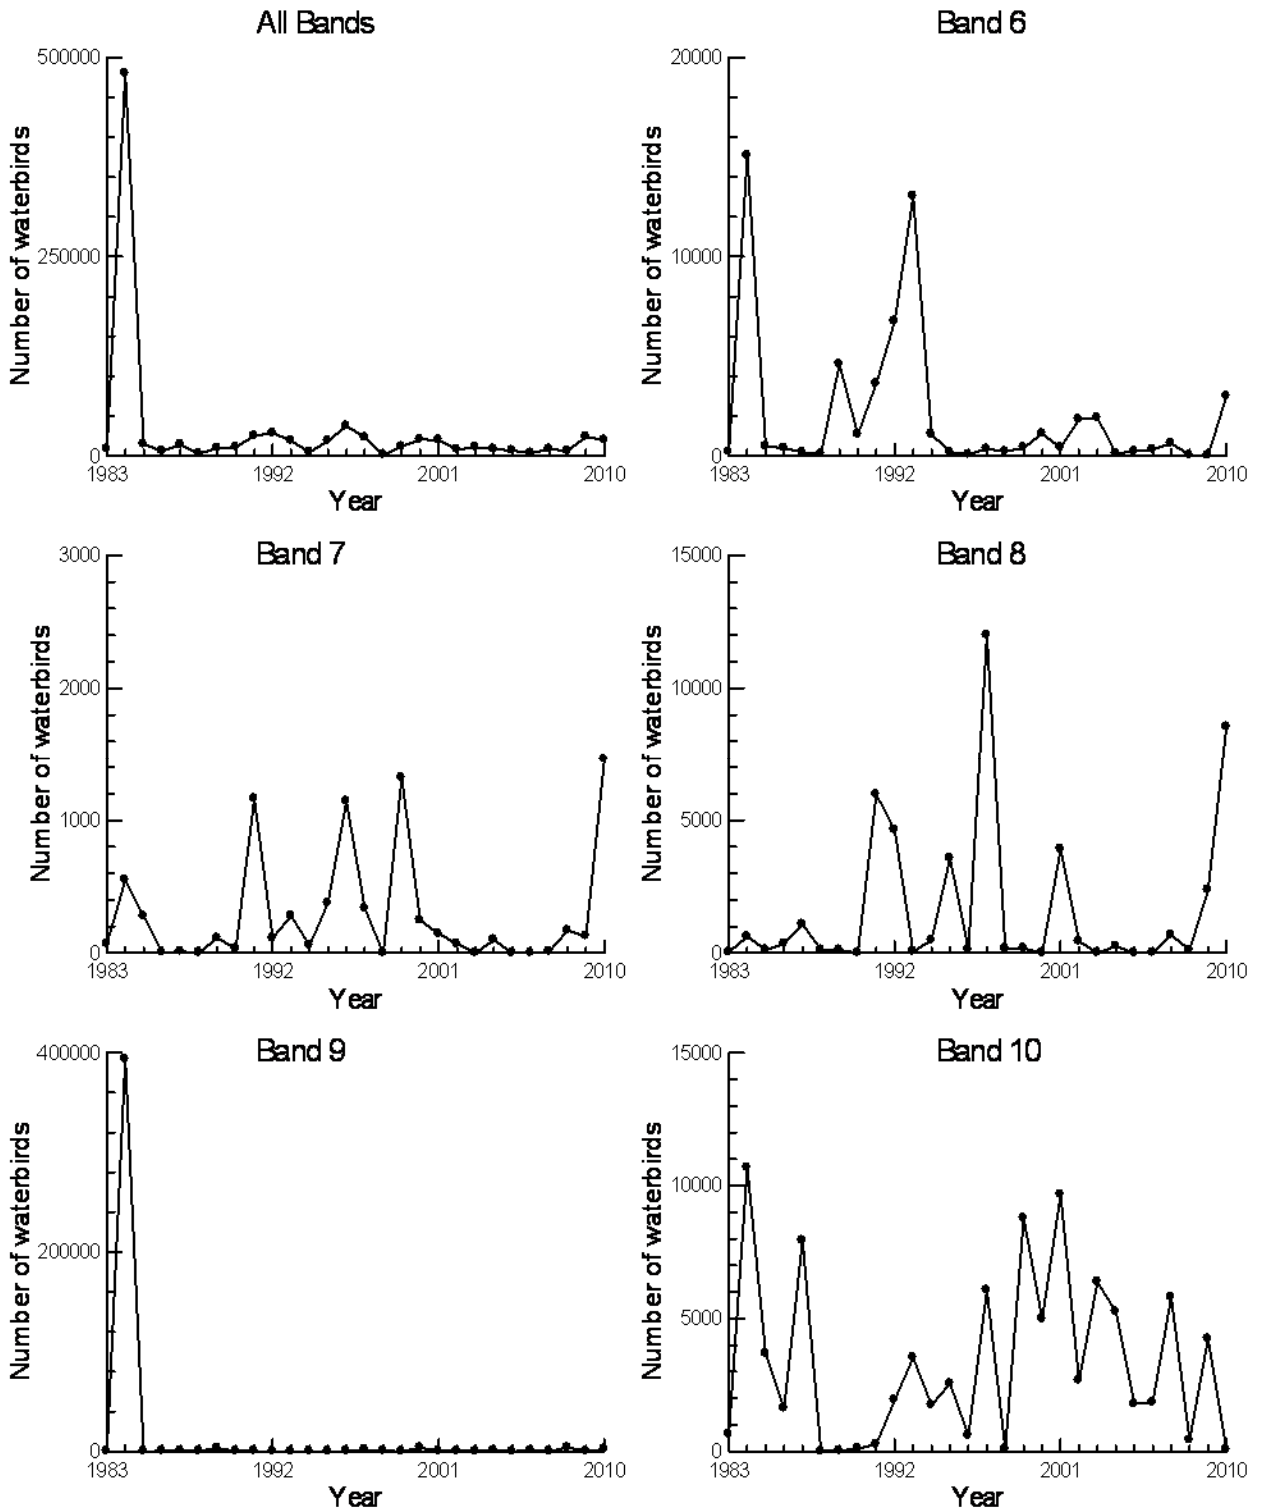 All Bands
500000
250000
0
Number of waterbirds
1983 1992 2001 2010
Year
Band 6
20000
10000
0
Number of waterbirds
1983 1992 2001 2010
Year
Band 7
3000
2000
1000
0
Number of waterbirds
1983 1992 2001 2010
Year
Band 8
15000
10000
5000
0
Number of waterbirds
1983 1992 2001 2010
Year
Band 9
400000
200000
0
Number of waterbirds
1983 1992 2001 2010
Year
Band 10
15000
10000
5000
0
Number of waterbirds
1983 1992 2001 2010
Year